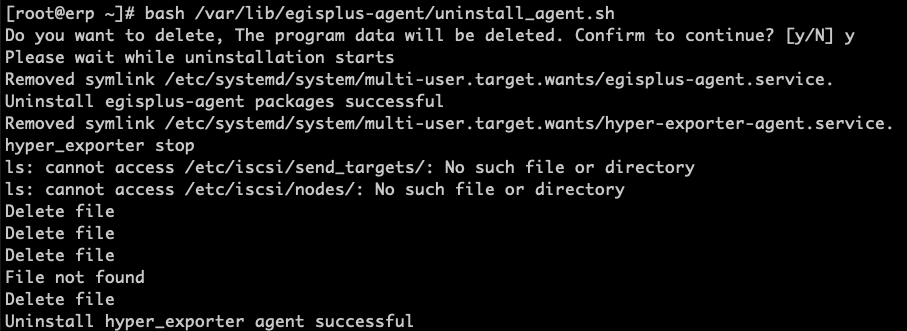 [root@erp ~]# bash /var/lib/egisplus-agent/uninstall_agent.sh
Do you want to delete, The program data will be deleted. Confirm to continue? [y/N] y
Please wait while uninstallation starts
Removed symlink /etc/systemd/system/multi-user.target.wants/egisplus-agent.service.
Uninstall egisplus-agent packages successful
Removed symlink /etc/systemd/system/multi-user.target.wants/hyper-exporter-agent.service.
hyper_exporter stop
ls: cannot access /etc/iscsi/send_targets/: No such file or directory
ls: cannot access /etc/iscsi/nodes/: No such file or directory
Delete file
Delete file
Delete file
File not found
Delete file
Uninstall hyper_exporter agent successful